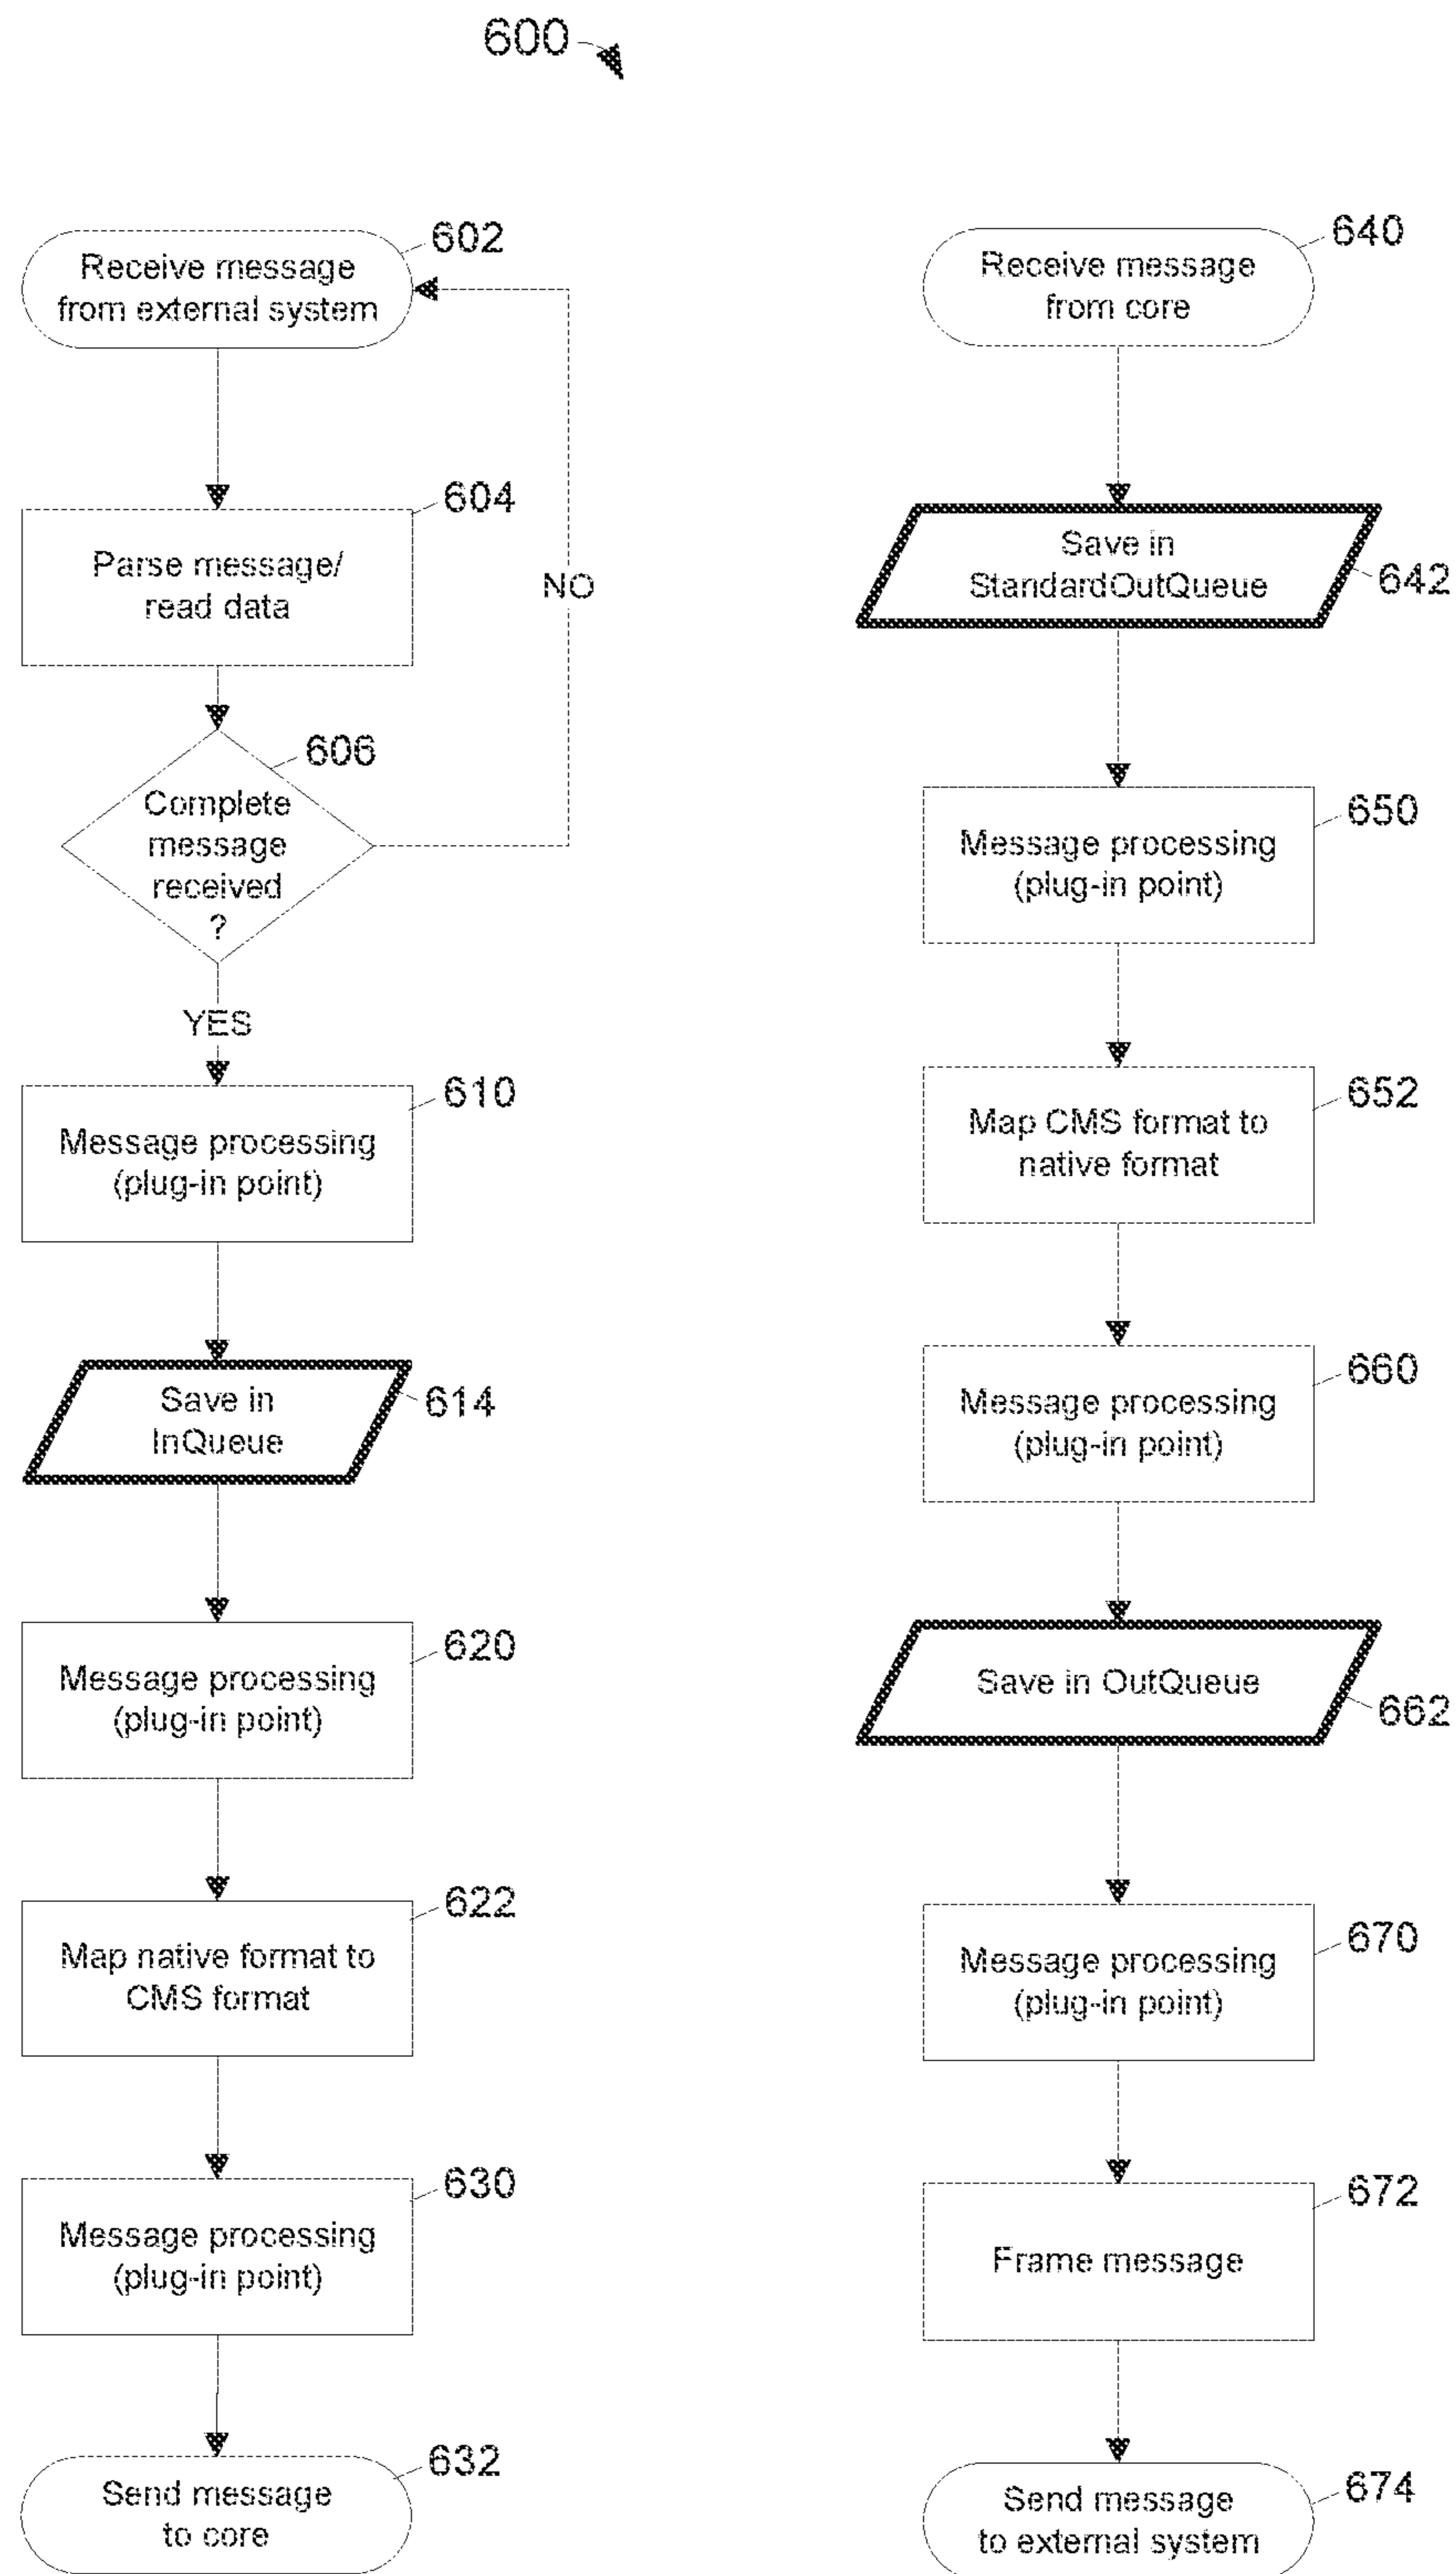 600
602
Receive message
from external system
604
Parse message/
read data
NO
606
Complete
message
received
?
YES
610
Message processing
(plug-in point)
614
Save in
InQueue
620
Message processing
(plug-in point)
622
Map native format to
CMS format
630
Message processing
(plug-in point)
632
Send message
to core
640
Receive message
from core
Save in
StandardOutQueue
642
650
Message processing
(plug-in point)
652
Map CMS format to
native format
660
Message processing
(plug-in point)
Save in OutQueue
662
670
Message processing
(plug-in point)
672
Frame message
674
Send message
to external system